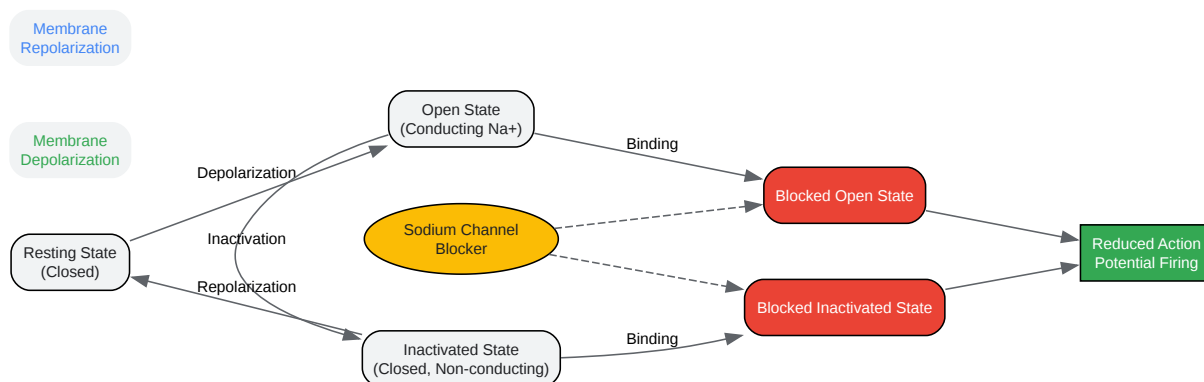 Membrane
Repolarization
Membrane
Depolarization
Open State
(Conducting Na+)
Binding
Depolarization
Blocked Open State
Sodium Channel
Blocker
Inactivation
Resting State
(Closed)
Reduced Action
Potential Firing
Repolarization
Blocked Inactivated State
Binding
Inactivated State
(Closed, Non-conducting)